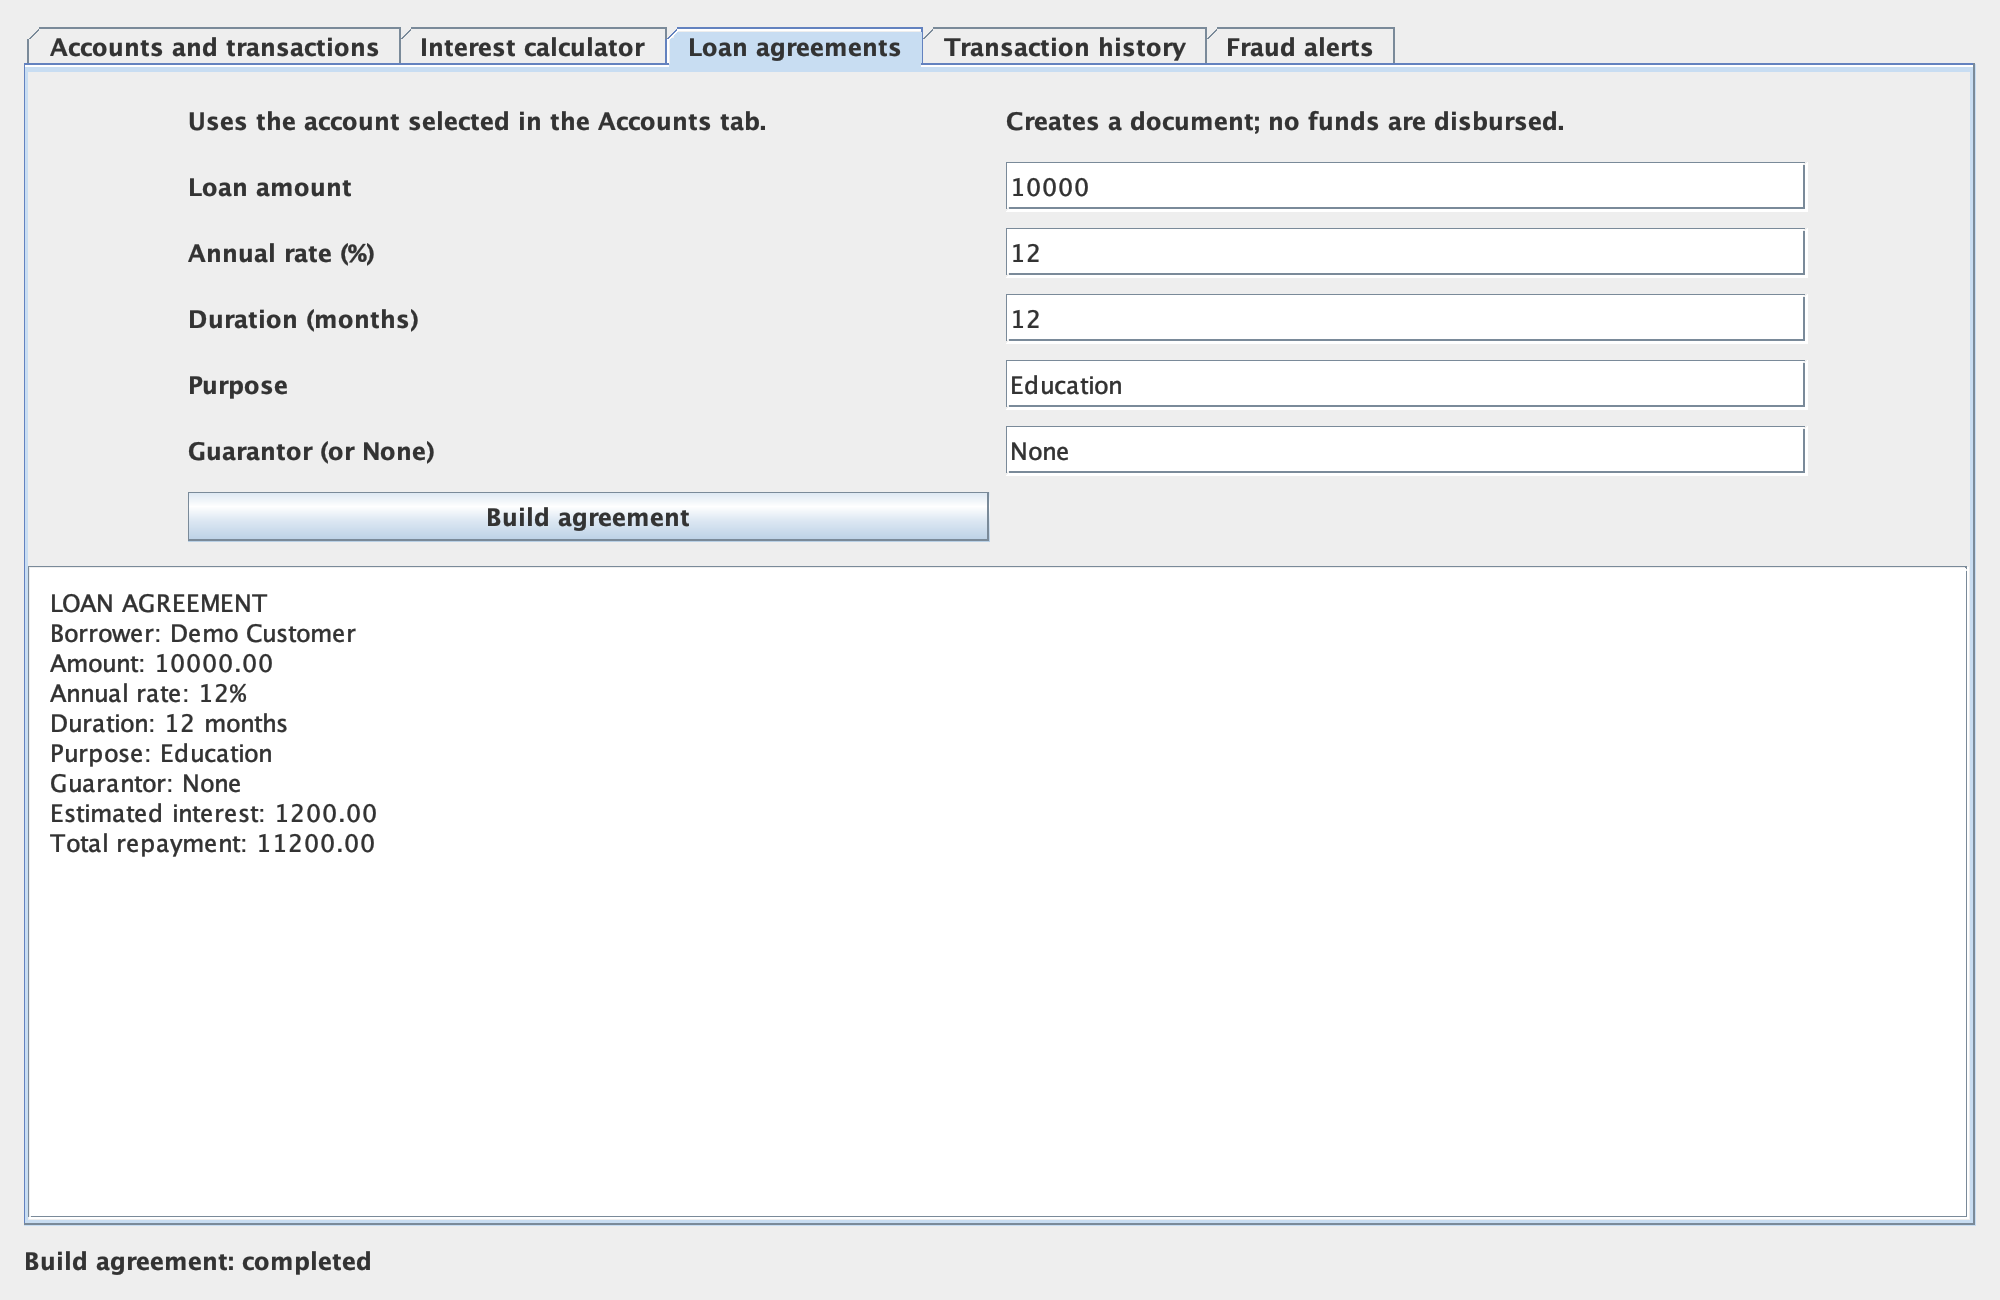 Accounts and transactions Interest calculator Loan agreements Transaction history Fraud alerts
Uses the account selected in the Accounts tab. Creates a document; no funds are disbursed.
Loan amount 10000
Annual rate (%) 12
Duration (months) 12
Purpose Education
Guarantor (or None) None
Build agreement
LOAN AGREEMENT
Borrower: Demo Customer
Amount: 10000.00
Annual rate: 12%
Duration: 12 months
Purpose: Education
Guarantor: None
Estimated interest: 1200.00
Total repayment: 11200.00
Build agreement: completed